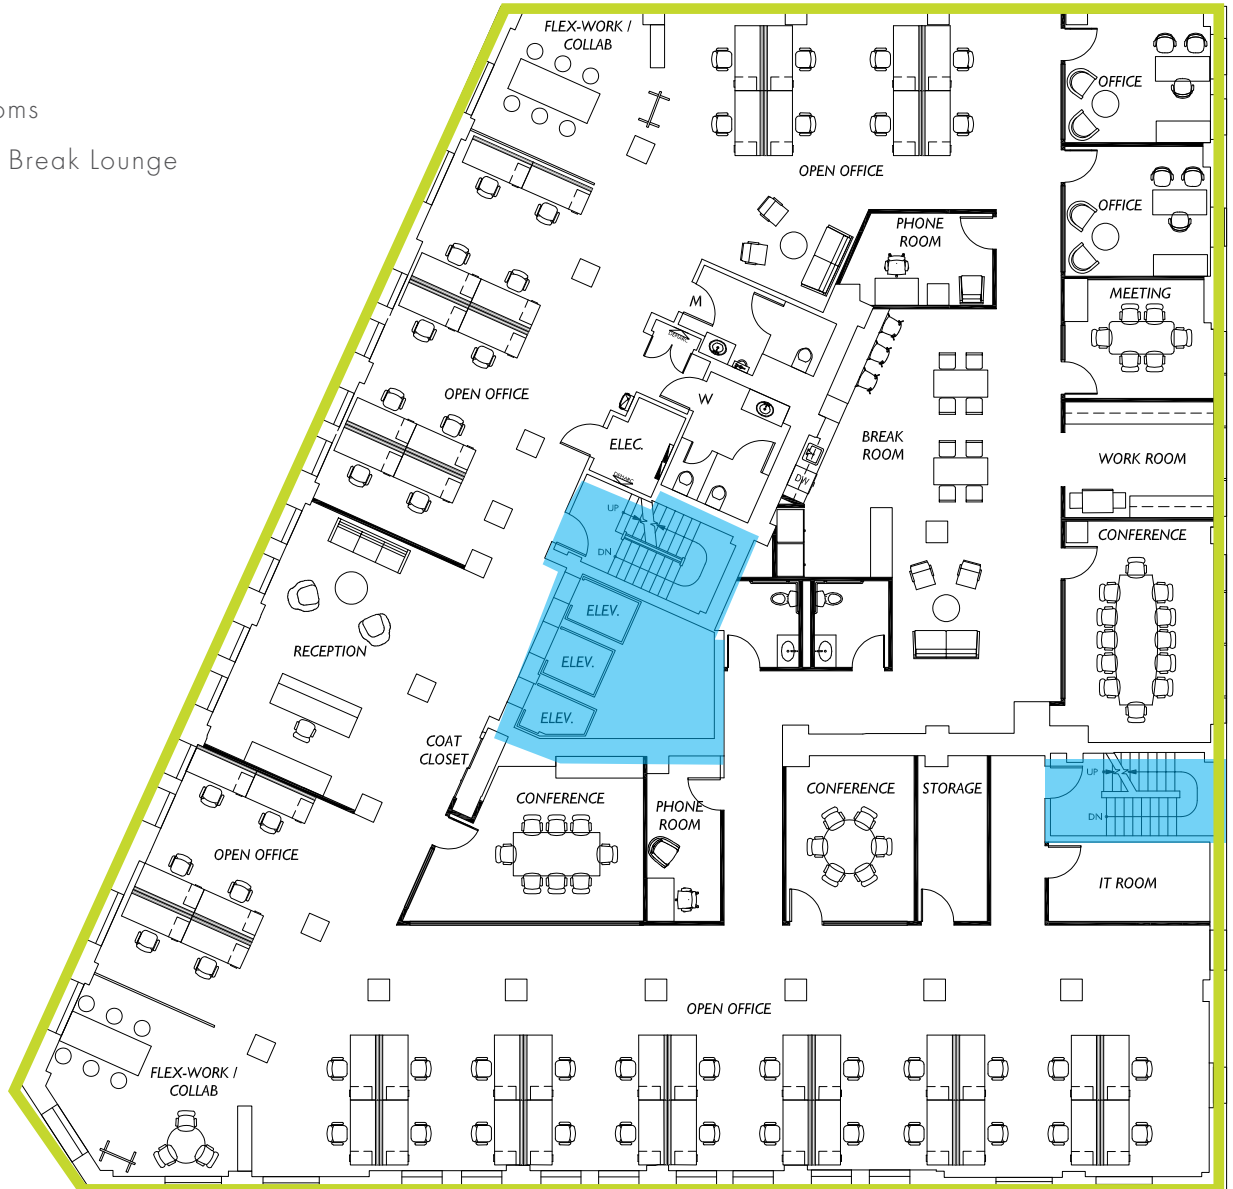 FLEX-WORK /
COLLAB
OFFICE
ooms
Break Lounge
OPEN OFFICE
OFFICE
PHONE
ROOM
M
MEETING
OPEN OFFICE
W
ELEC.
BREAK
ROOM
WORK ROOM
DW
DEMARC
UP
DN
CONFERENCE
ELEV.
RECEPTION
ELEV.
ELEV.
COAT
CLOSET
CONFERENCE
PHONE
ROOM
CONFERENCE
STORAGE
UP
DN
OPEN OFFICE
IT ROOM
OPEN OFFICE
FLEX-WORK /
COLLAB